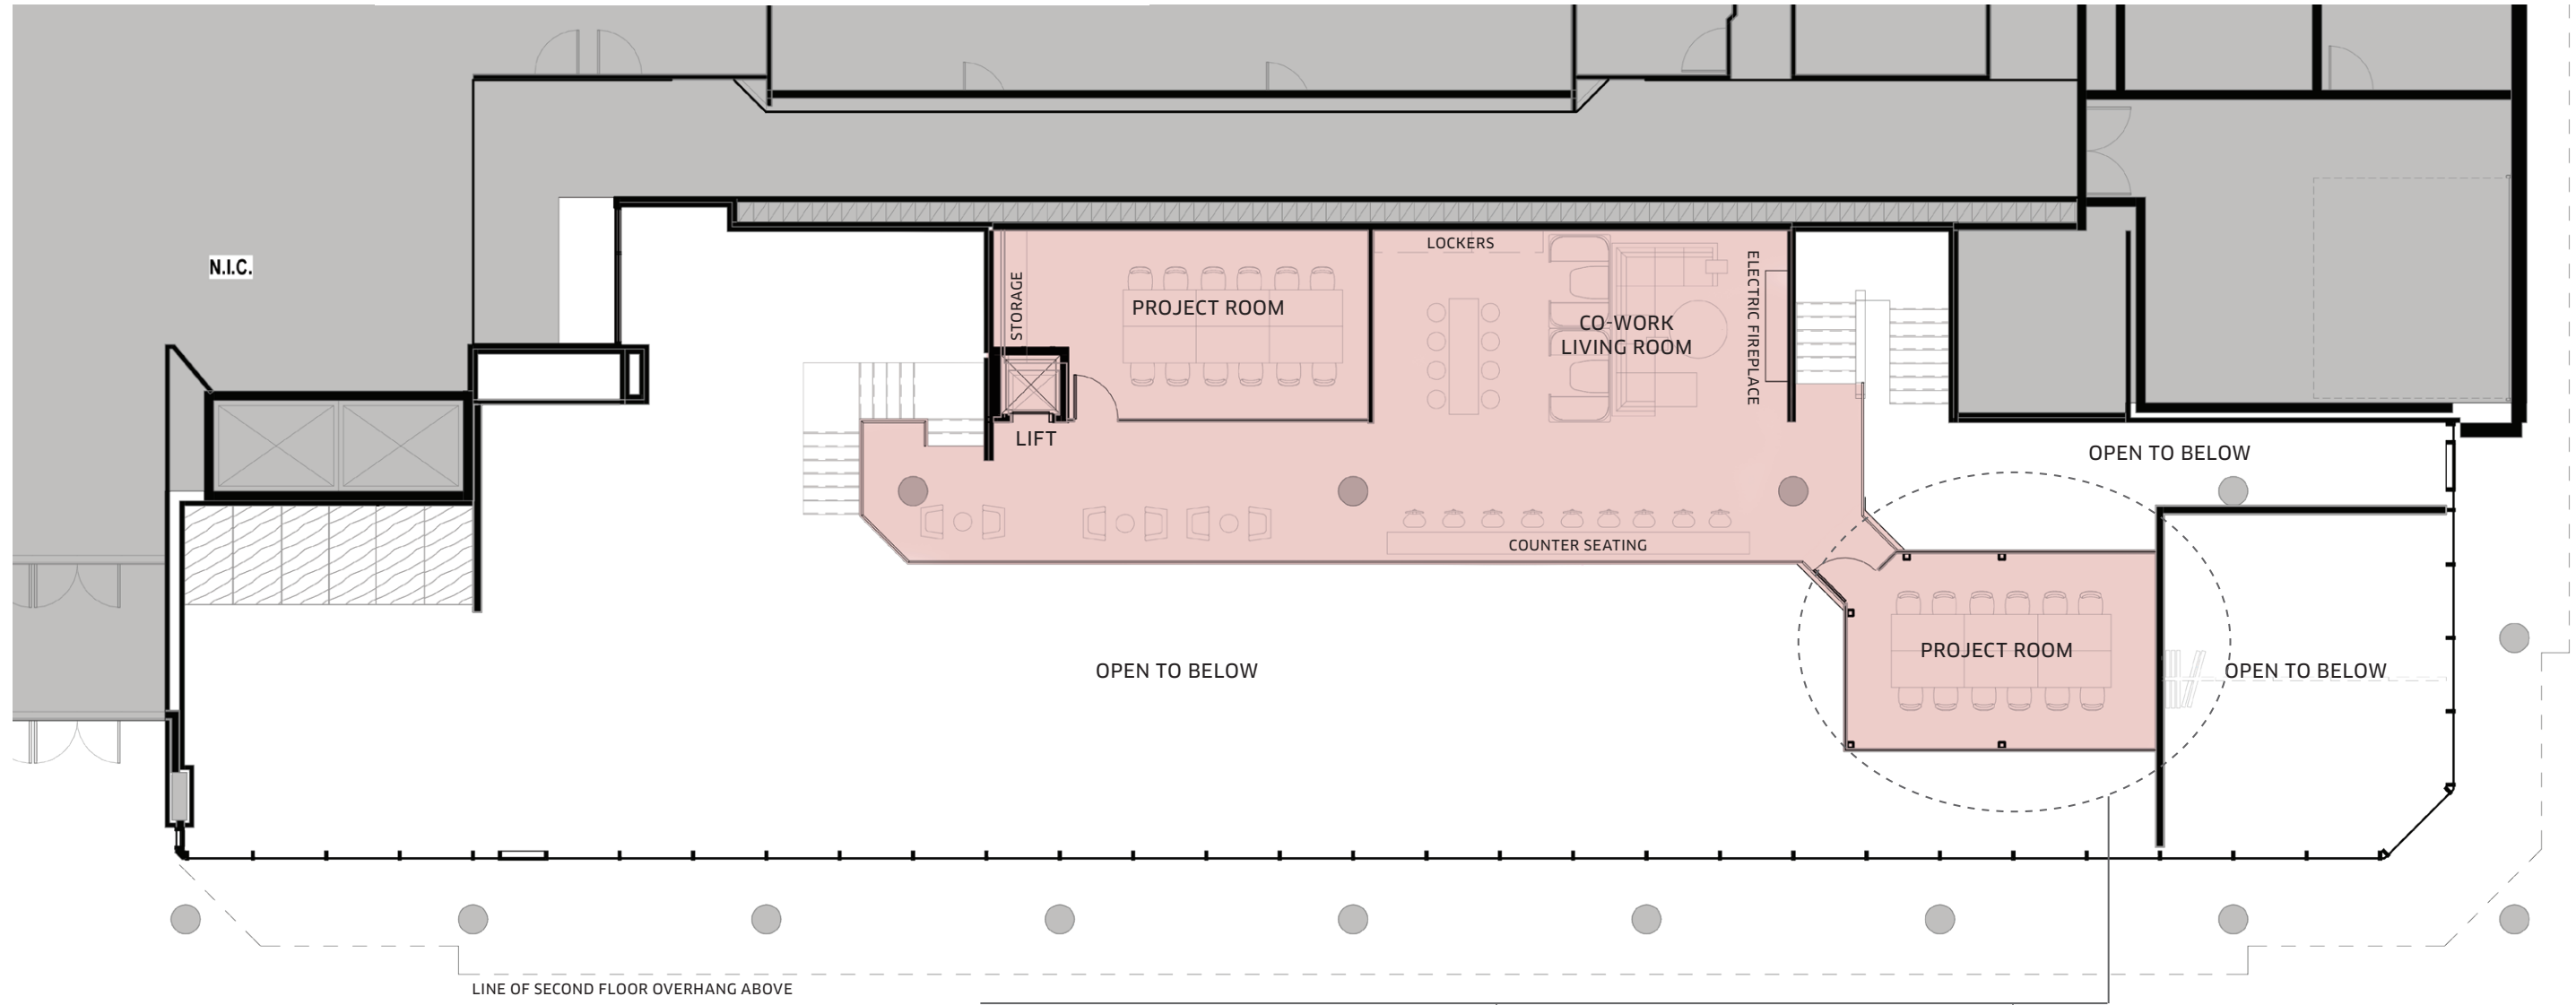 LOCKERS
N.I.C.
STORAGE
PROJECT ROOM
CO-WORK
LIVING ROOM
ELECTRIC FIREPLACE
LIFT
OPEN TO BELOW
COUNTER SEATING
PROJECT ROOM
OPEN TO BELOW
OPEN TO BELOW
LINE OF SECOND FLOOR OVERHANG ABOVE